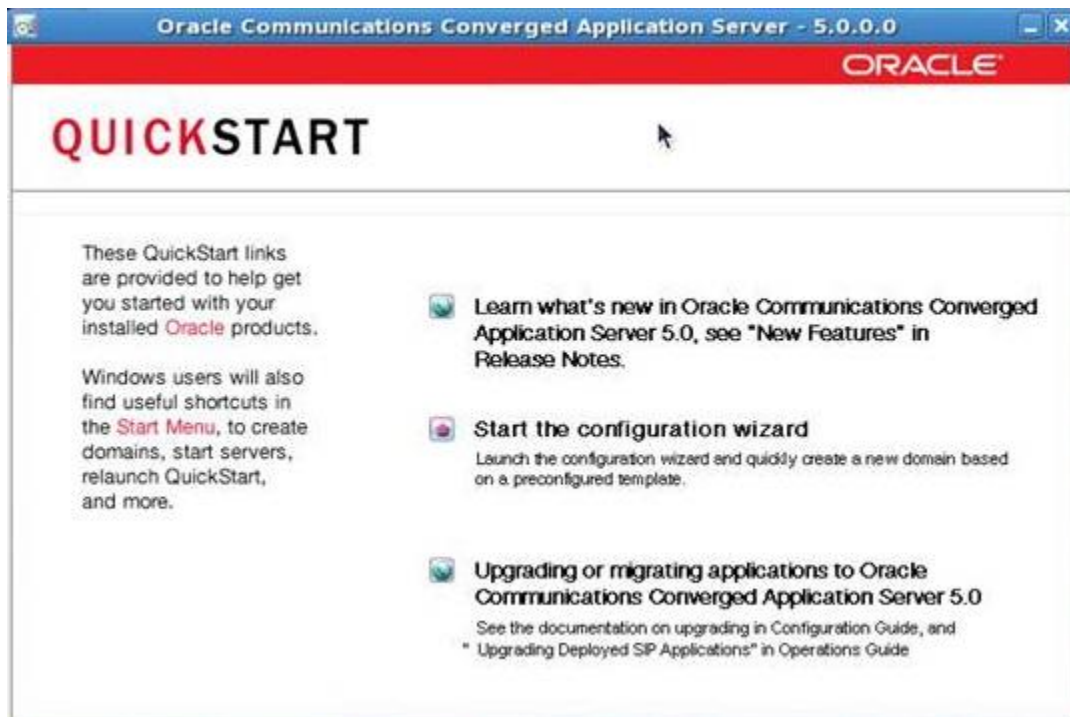 Oracle Communications Converged Application Server - 5.0.0.0
ORACLE
QUICKSTART
These QuickStart links
are provided to help get
you started with your
installed Oracle products.
Windows users will also
find useful shortcuts in
the Start Menu, to create
domains, start servers,
relaunch QuickStart,
and more.
Learn what's new in Oracle Communications Converged
Application Server 5.0, see "New Features" in
Release Notes.
Start the configuration wizard
Launch the configuration wizard and quickly create a new domain based
on a preconfigured template.
Upgrading or migrating applications to Oracle
Communications Converged Application Server 5.0
See the documentation on upgrading in Configuration Guide, and
" Upgrading Deployed SIP Applications" in Operations Guide